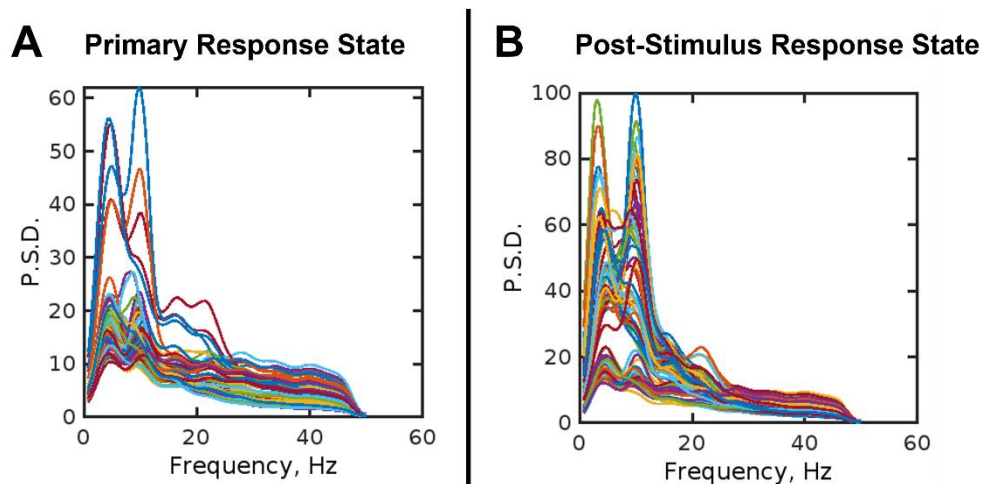 A Primary Response State
60
50
40
30
20
10
0
P.S.D.
0 20 40 60
Frequency, Hz
B Post-Stimulus Response State
100
80
60
40
20
0
P.S.D.
0 20 40 60
Frequency, Hz